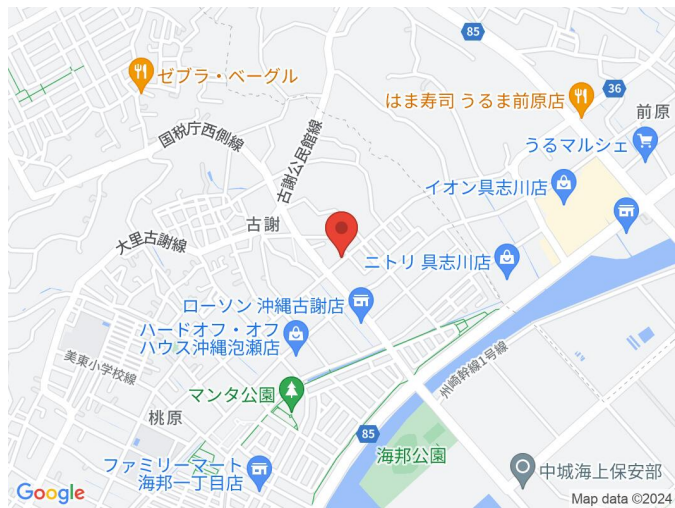 85
ゼブラ・ベーグル
はま寿司 うるま前原店
36
前原
国税庁西側線
古謝公民館線
うるマルシェ
イオン具志川店
大里古謝線
古謝
ニトリ 具志川店
ローソン 沖縄古謝店
ハードオフ・オフ
ハウス沖縄泡瀬店
美東小学校線
州崎幹線1号線
マンタ公園
桃原
85
海邦公園
ファミリーマート
海邦一丁目店
中城海上保安部
Google
Map data ©2024